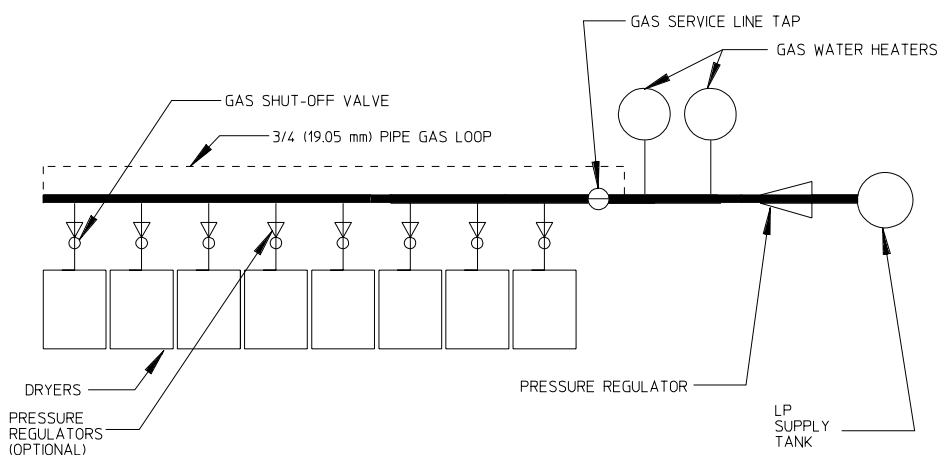 GAS SERVICE LINE TAP
GAS WATER HEATERS
GAS SHUT-OFF VALVE
3/4 (19.05 mm) PIPE GAS LOOP
DRYERS
PRESSURE
REGULATORS
(OPTIONAL)
PRESSURE REGULATOR
LP
SUPPLY
TANK